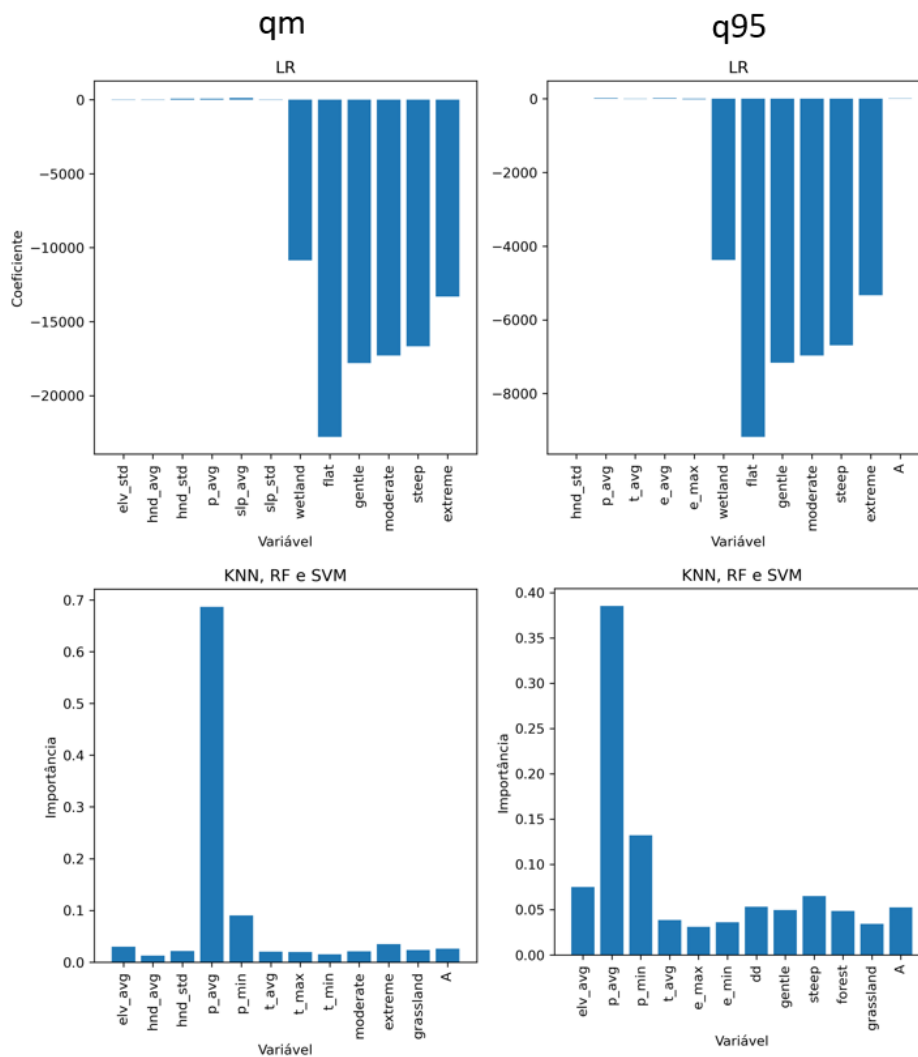 qm
q95
LR
0
−5000
−10000
−15000
−20000
Coeficiente
elv_std
hnd_avg
hnd_std
p_avg
slp_avg
slp_std
wetland
flat
gentle
moderate
steep
extreme
Variável
LR
0
−2000
−4000
−6000
−8000
hnd_std
p_avg
t_avg
e_avg
e_max
wetland
flat
gentle
moderate
steep
extreme
A
Variável
KNN, RF e SVM
0.7
0.6
0.5
0.4
0.3
0.2
0.1
0.0
Importância
elv_avg
hnd_avg
hnd_std
p_avg
p_min
t_avg
t_max
t_min
moderate
extreme
grassland
A
Variável
KNN, RF e SVM
0.40
0.35
0.30
0.25
0.20
0.15
0.10
0.05
0.00
Importância
elv_avg
p_avg
p_min
t_avg
e_max
e_min
dd
gentle
steep
forest
grassland
A
Variável